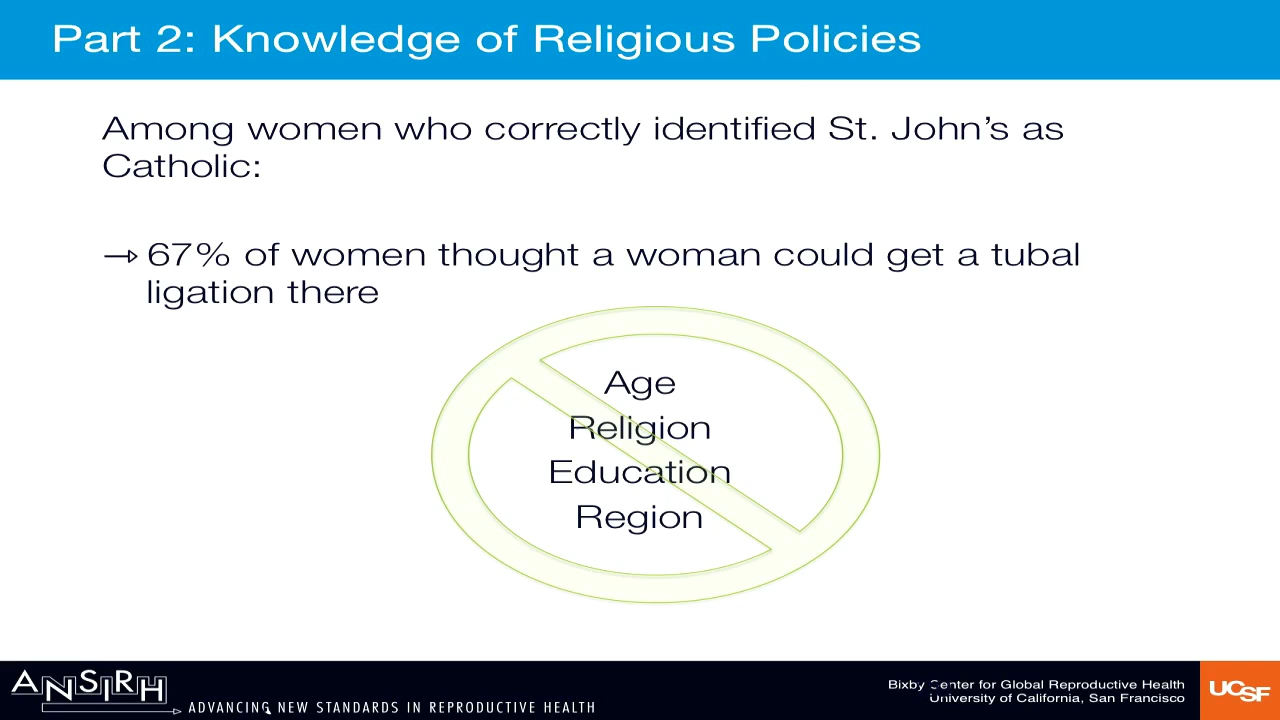 Part 2: Knowledge of Religious Policies
Among women who correctly identified St. John's as
Catholic:
→ 67% of women thought a woman could get a tubal
ligation there
Age
Religion
Education
Region
ANSIRH
ADVANCING NEW STANDARDS IN REPRODUCTIVE HEALTH
Bixby Center for Global Reproductive Health
University of California, San Francisco
UCSF